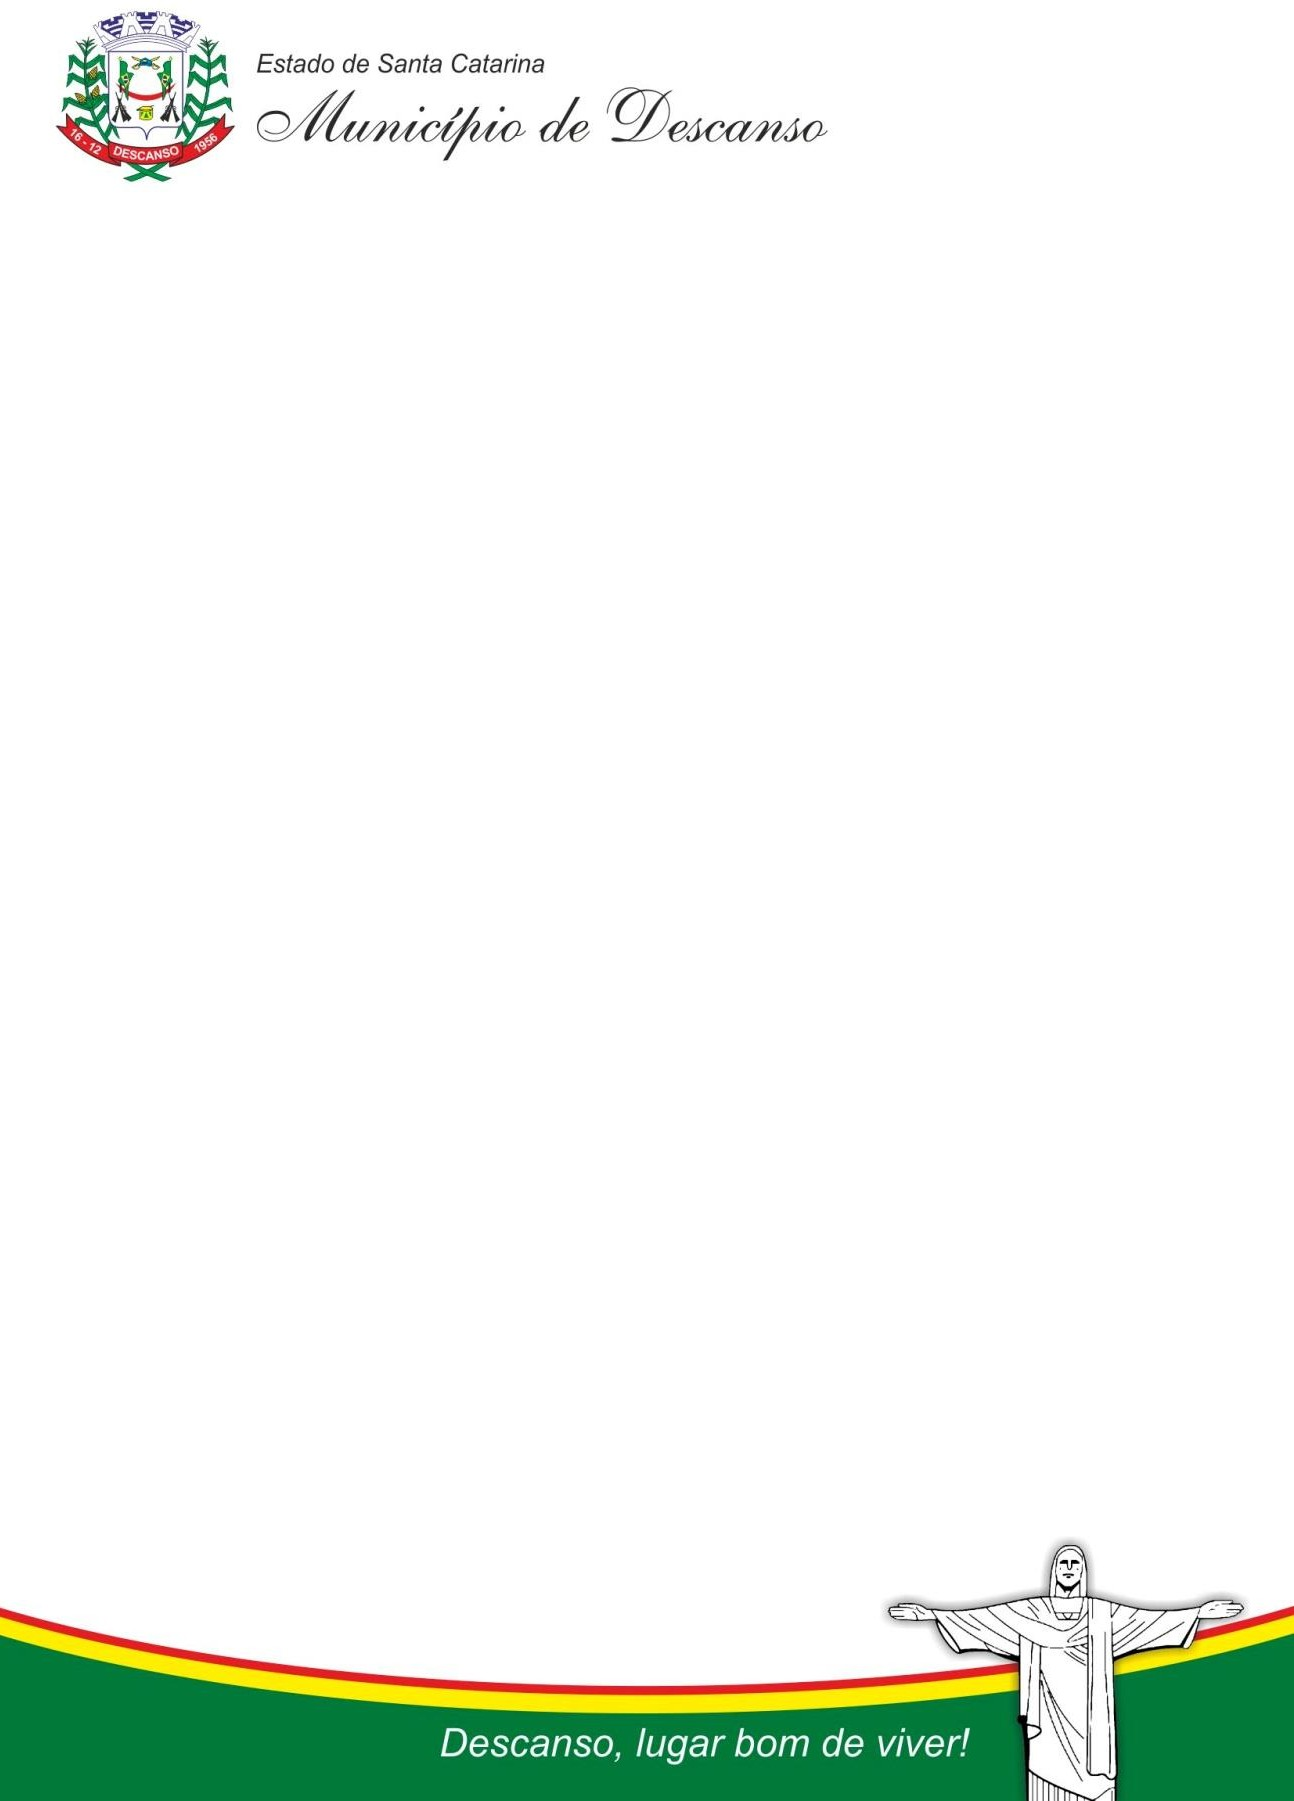 Estado de Santa Catarina
Município de Descanso
16 - 12 DESCANSO 1956
Descanso, lugar bom de viver!